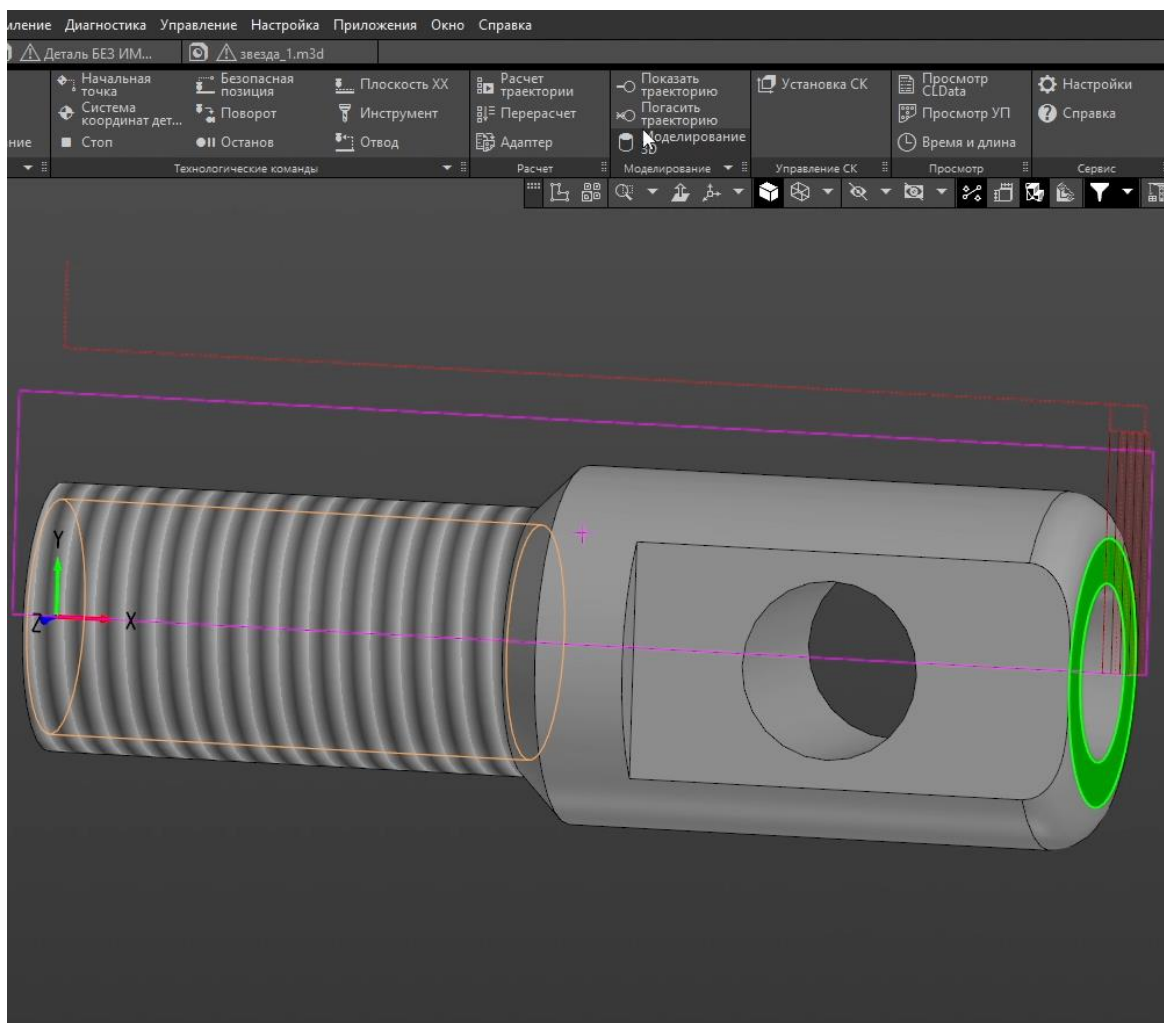 мление Диагностика Управление Настройка Приложения Окно Справка
Деталь БЕЗ ИМ... звезда_1.m3d
Начальная точка Безопасная позиция Плоскость XX Расчет траектории Показать траекторию Установка СК Просмотр CLData Настройки
Система координат дет... Поворот Инструмент Перерасчет Погасить траекторию Просмотр УП Справка
ние Стоп Останов Отвод Адаптер Моделирование 3D Время и длина
Технологические команды Расчет Моделирование Управление СК Просмотр Сервис
Y
Z X